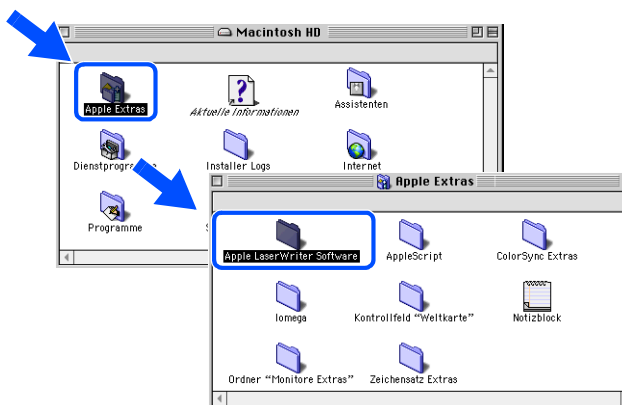 Macintosh HD
Apple Extras
Aktuelle Informationen
Assistenten
Dienstprogramme
Installer Logs
Internet
Programme
Apple Extras
Apple LaserWriter Software
AppleScript
ColorSync Extras
Iomega
Kontrollfeld “Weltkarte”
Notizblock
Ordner “Monitore Extras”
Zeichensatz Extras